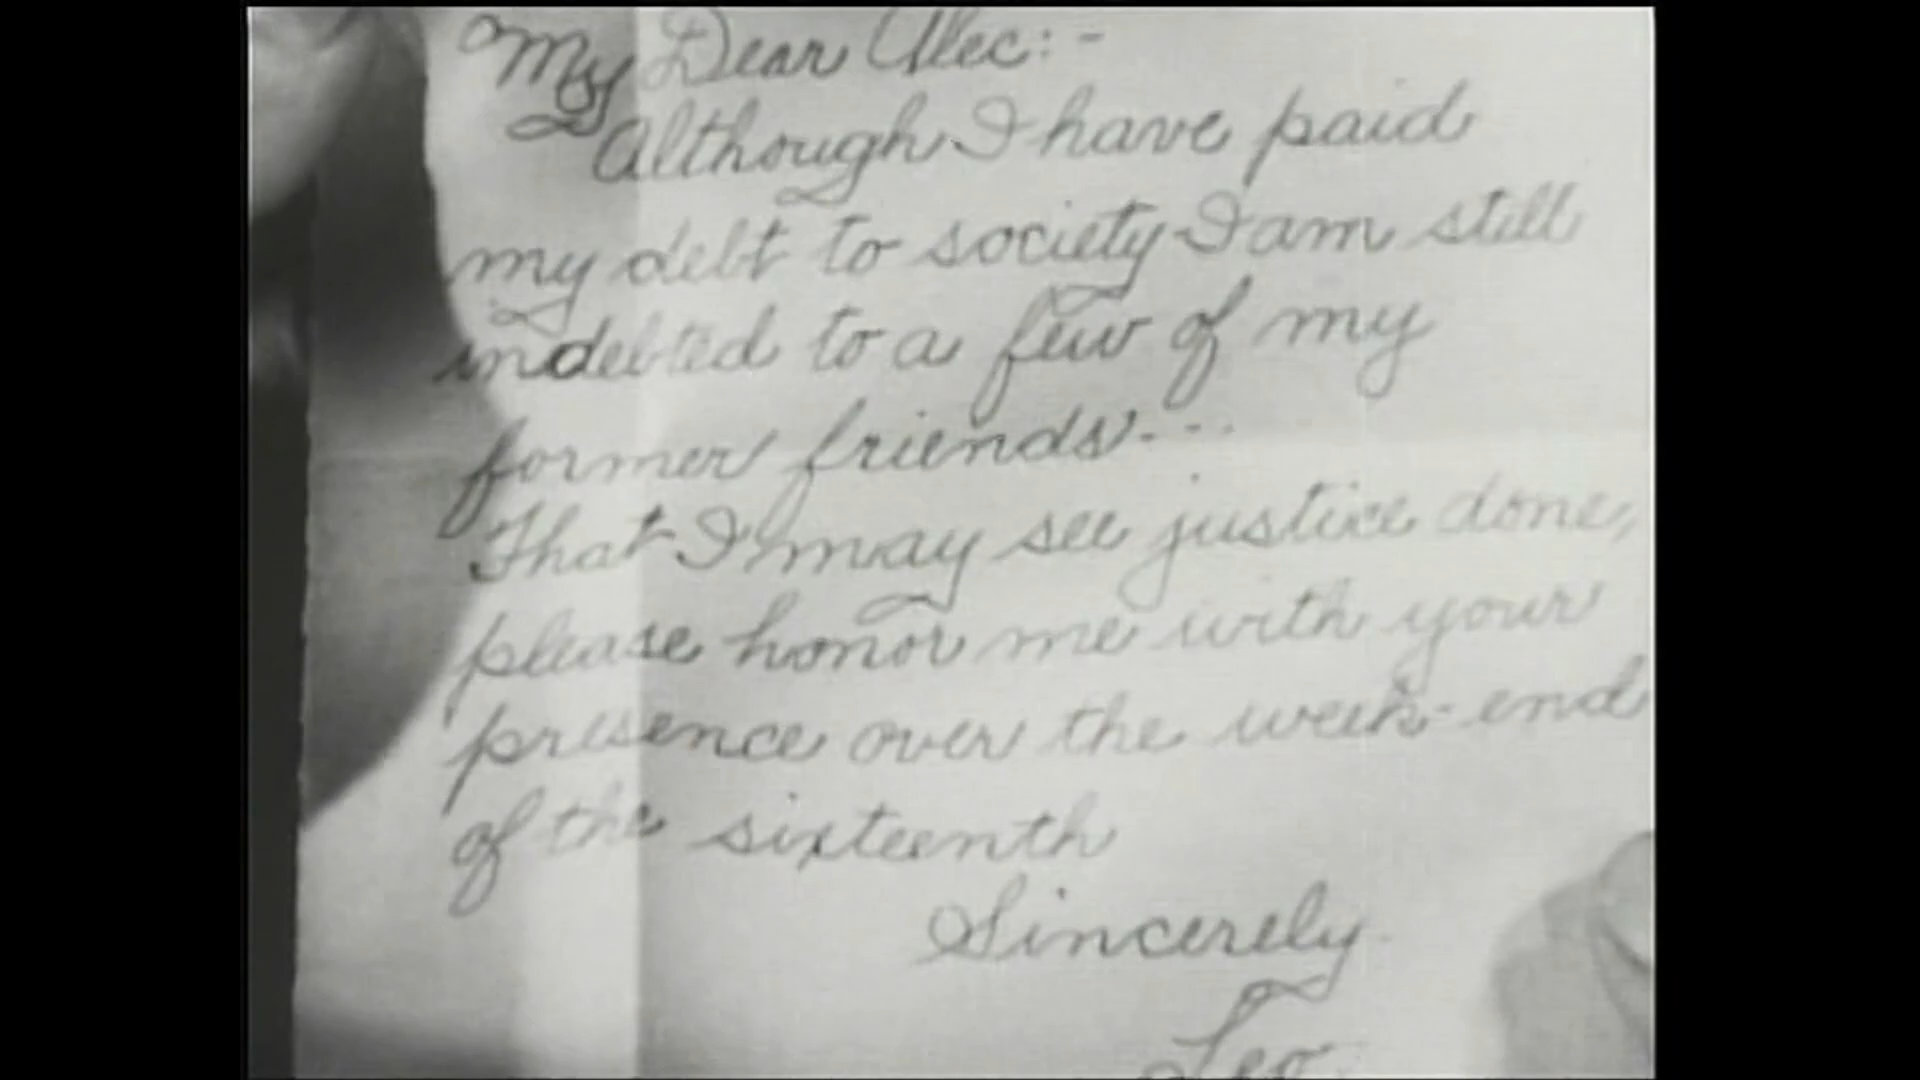 My Dear Alec:-
Although I have paid
my debt to society I am still
indebted to a few of my
former friends---
That I may see justice done,
please honor me with your
presence over the week-end
of the sixteenth
Sincerely
Leo